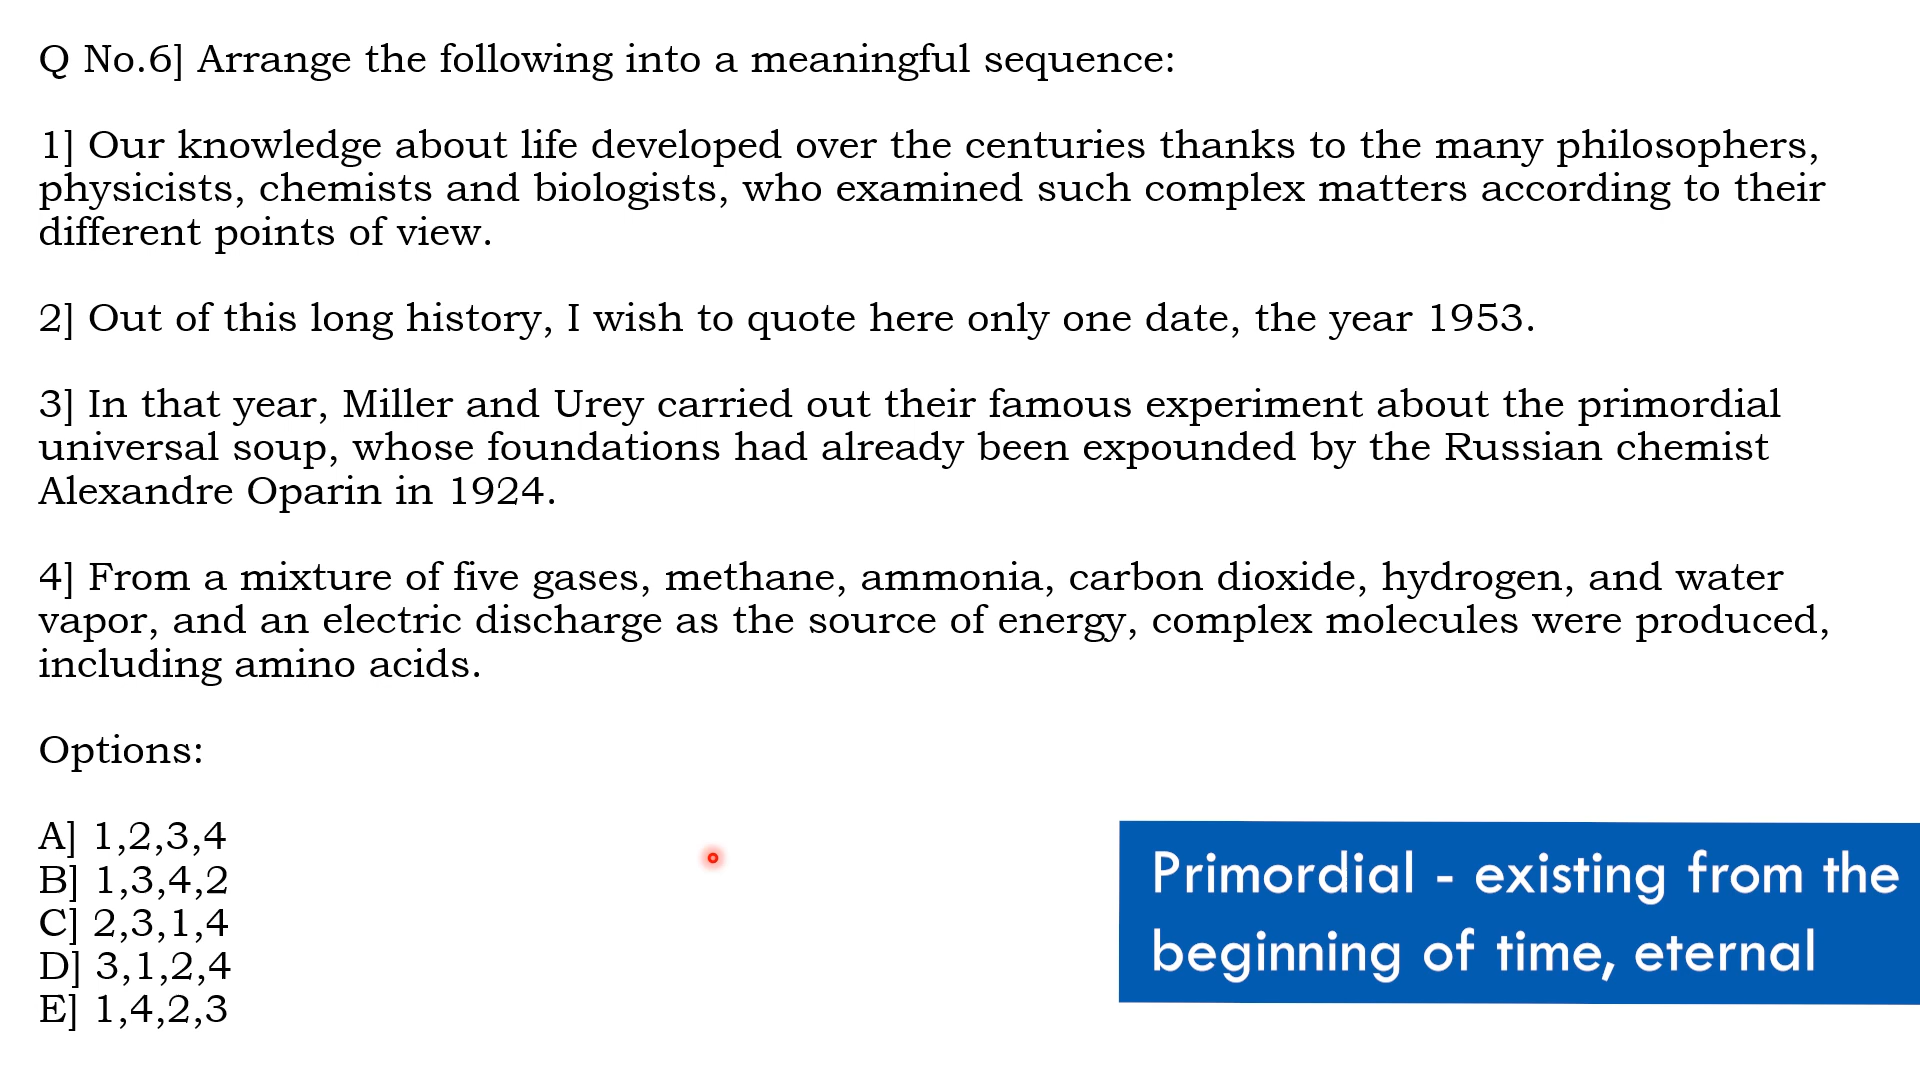 Q No.6] Arrange the following into a meaningful sequence:
1] Our knowledge about life developed over the centuries thanks to the many philosophers,
physicists, chemists and biologists, who examined such complex matters according to their
different points of view.
2] Out of this long history, I wish to quote here only one date, the year 1953.
3] In that year, Miller and Urey carried out their famous experiment about the primordial
universal soup, whose foundations had already been expounded by the Russian chemist
Alexandre Oparin in 1924.
4] From a mixture of five gases, methane, ammonia, carbon dioxide, hydrogen, and water
vapor, and an electric discharge as the source of energy, complex molecules were produced,
including amino acids.
Options:
A] 1,2,3,4
B] 1,3,4,2
C] 2,3,1,4
D] 3,1,2,4
E] 1,4,2,3
Primordial - existing from the
beginning of time, eternal